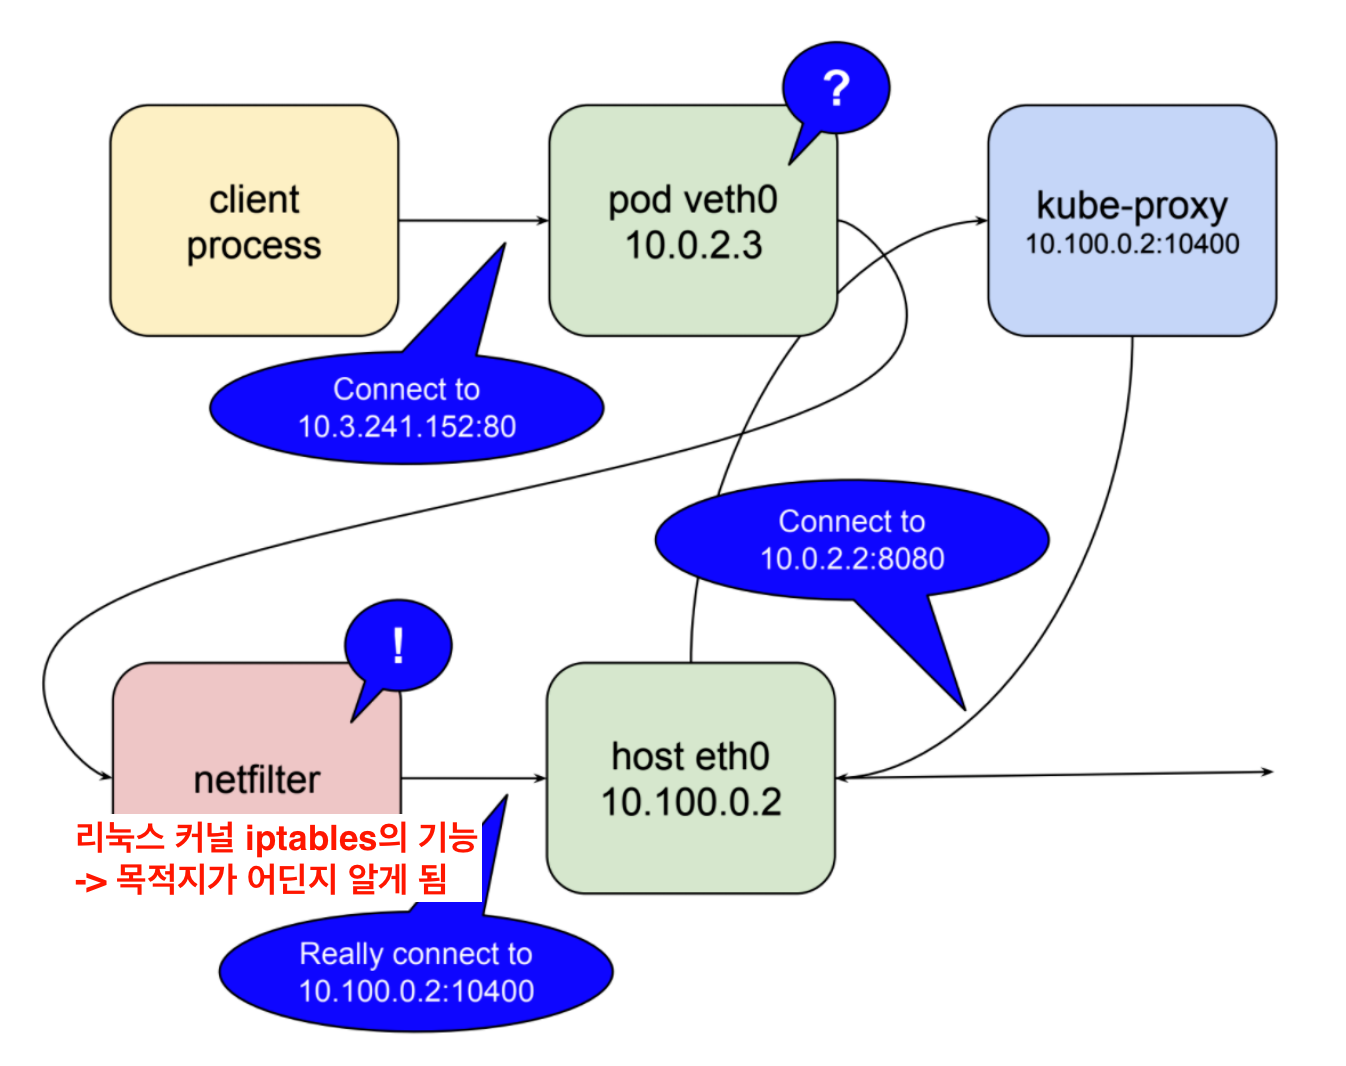 ?
client
process
pod veth0
10.0.2.3
kube-proxy
10.100.0.2:10400
Connect to
10.3.241.152:80
Connect to
10.0.2.2:8080
!
netfilter
host eth0
10.100.0.2
리눅스 커널 iptables의 기능
-> 목적지가 어딘지 알게 됨
Really connect to
10.100.0.2:10400